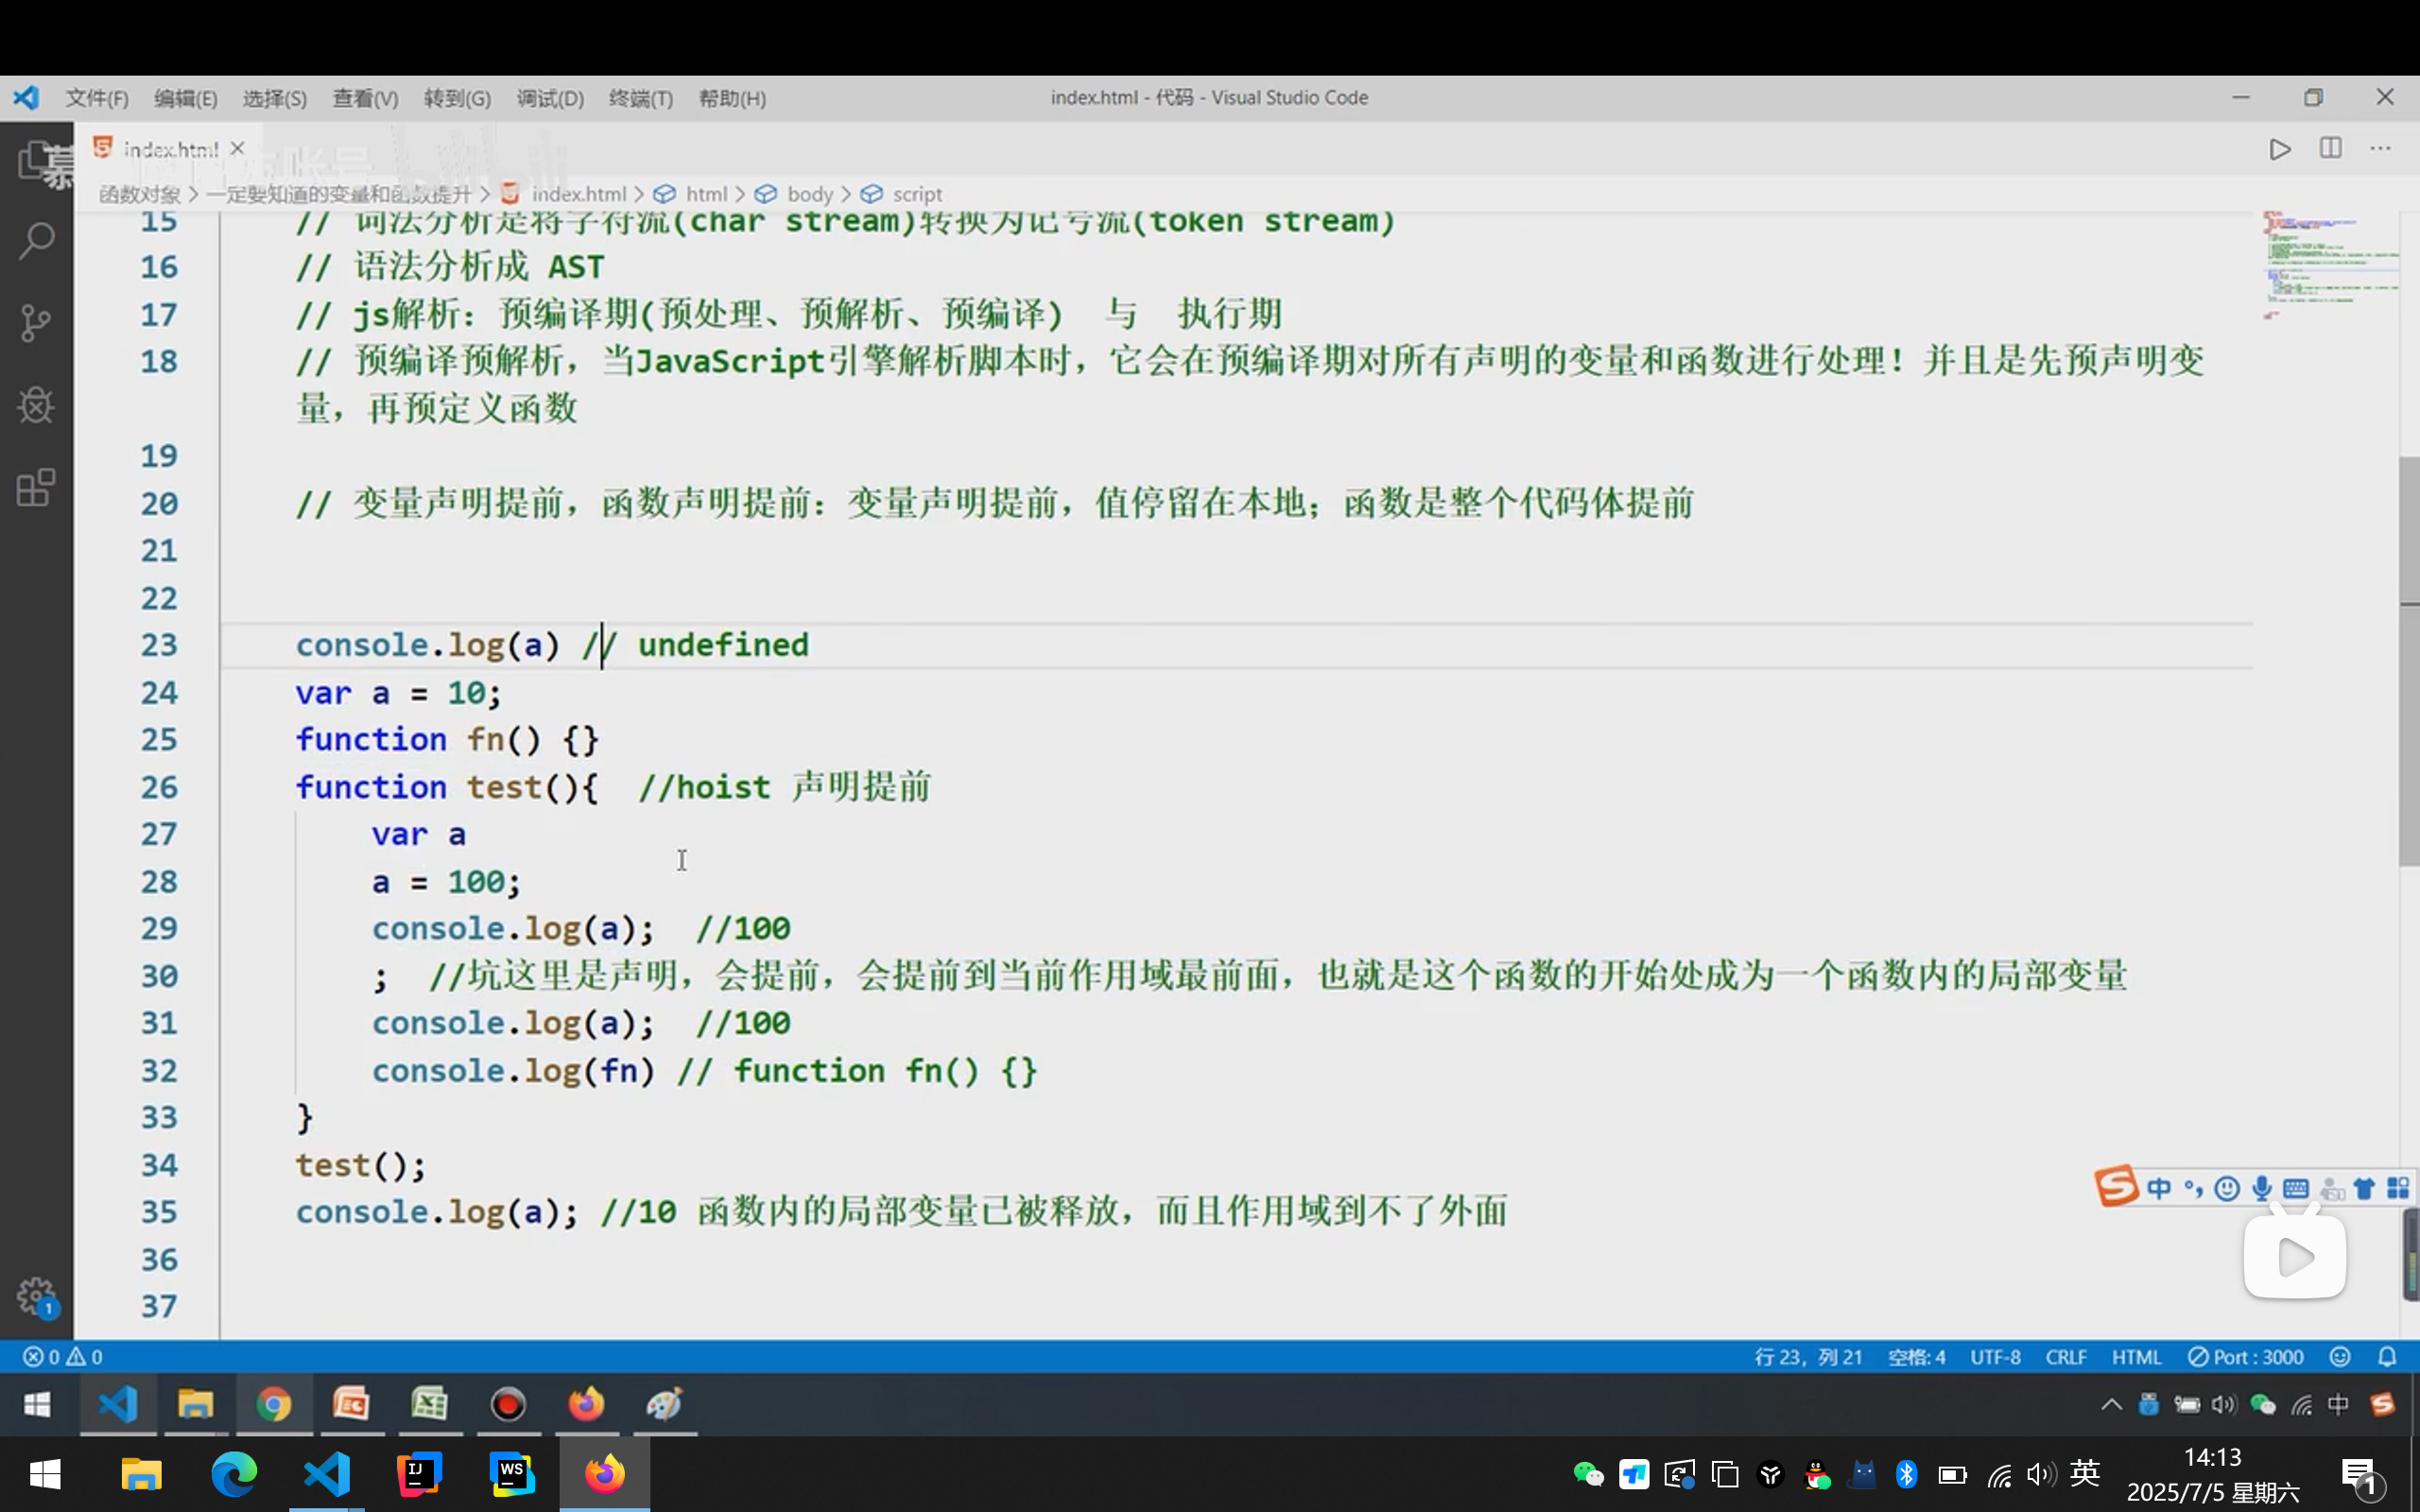 文件(F) 编辑(E) 选择(S) 查看(V) 转到(G) 调试(D) 终端(T) 帮助(H) index.html - 代码 - Visual Studio Code
index.html
函数对象 > 一定要知道的变量和函数提升 > index.html > html > body > script
15 // 词法分析是将字符流(char stream)转换为记号流(token stream)
16 // 语法分析成 AST
17 // js解析：预编译期(预处理、预解析、预编译) 与 执行期
18 // 预编译预解析，当JavaScript引擎解析脚本时，它会在预编译期对所有声明的变量和函数进行处理！并且是先预声明变
量，再预定义函数
19
20 // 变量声明提前，函数声明提前：变量声明提前，值停留在本地；函数是整个代码体提前
21
22
23 console.log(a) // undefined
24 var a = 10;
25 function fn() {}
26 function test(){ //hoist 声明提前
27 var a
28 a = 100;
29 console.log(a); //100
30 ; //坑这里是声明，会提前，会提前到当前作用域最前面，也就是这个函数的开始处成为一个函数内的局部变量
31 console.log(a); //100
32 console.log(fn) // function fn() {}
33 }
34 test();
35 console.log(a); //10 函数内的局部变量已被释放，而且作用域到不了外面
36
37
中
1
0 0 行 23，列 21 空格: 4 UTF-8 CRLF HTML Port : 3000
中
IJ WS 英 14:13
2025/7/5 星期六
1